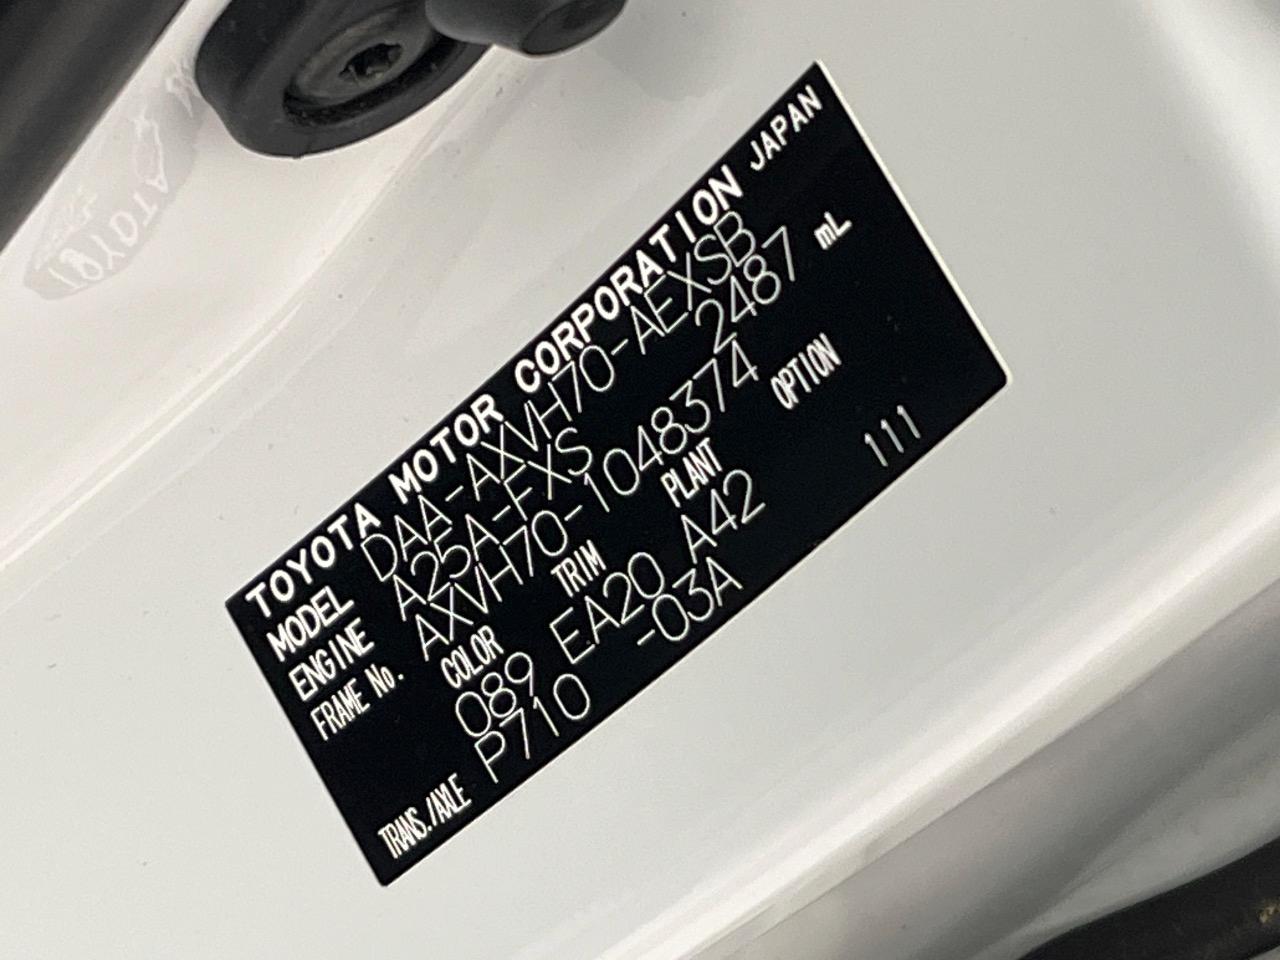 TOYOTA MOTOR CORPORATION JAPAN
MODEL DAA-AXVH70-AEXSB
ENGINE A25A-FXS 2487 mL
FRAME No. AXVH70-1048374
COLOR TRIM PLANT OPTION
089 EA20 A42 111
TRANS./AXLE P710 -03A